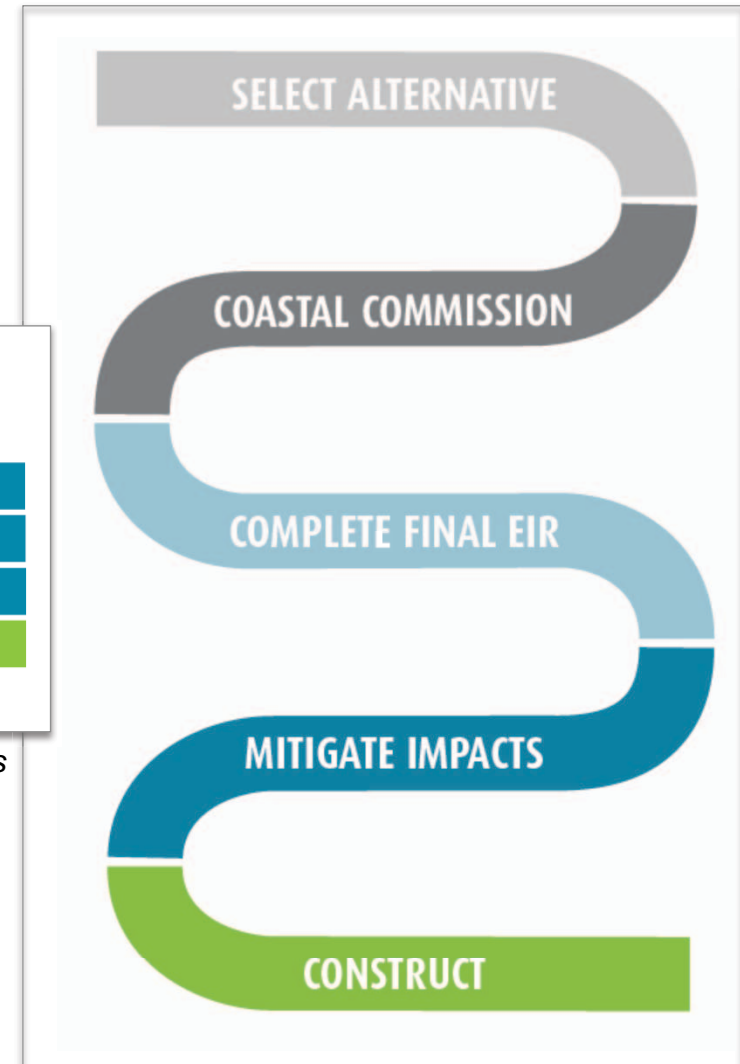 SELECT ALTERNATIVE
COASTAL COMMISSION
COMPLETE FINAL EIR
MITIGATE IMPACTS
s
CONSTRUCT